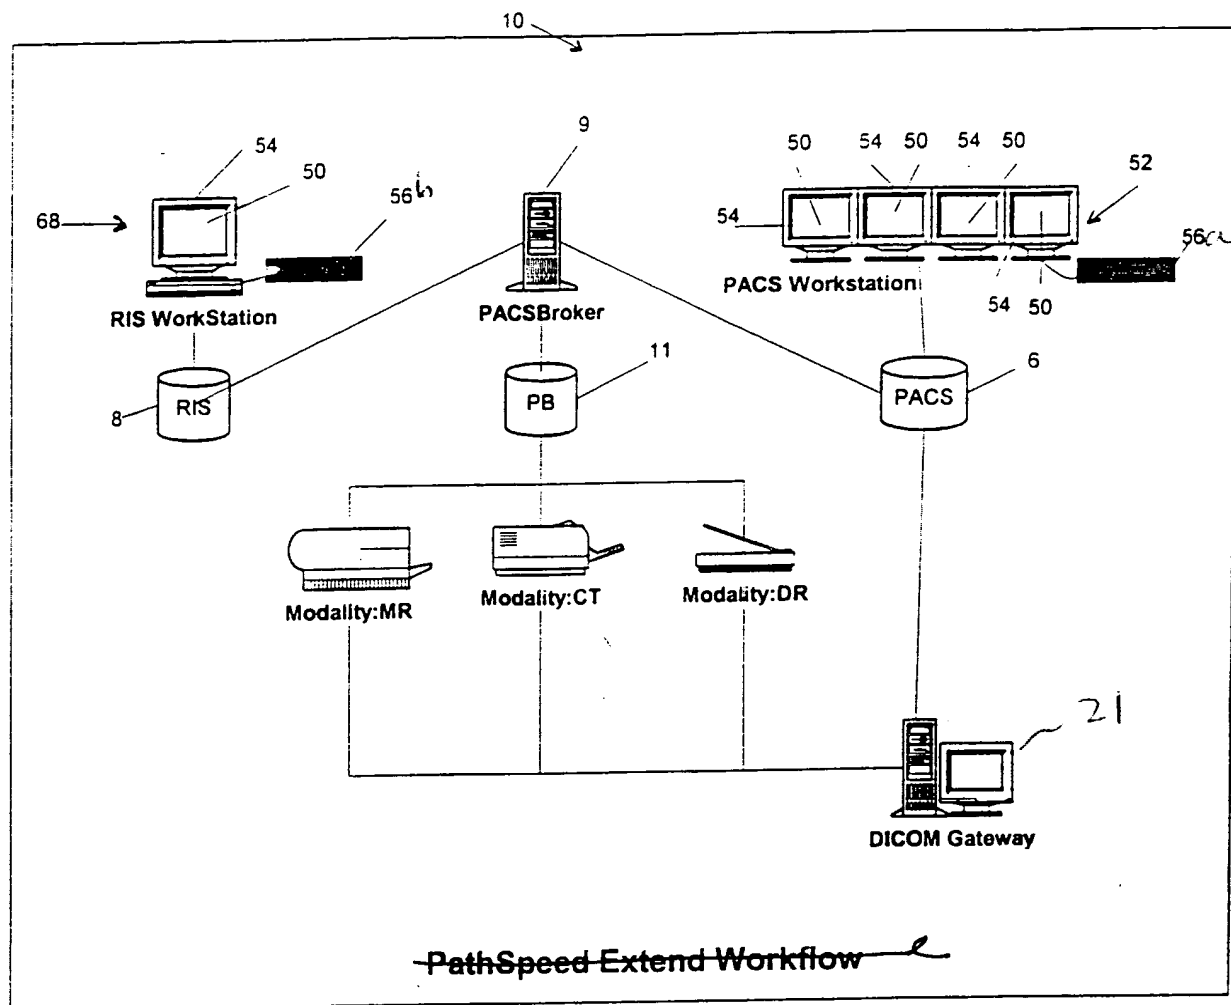 10
9
54
50
56b
68
50 54 50 54 50
52
54
56a
RIS WorkStation
PACSBroker
PACS Workstation
54 50
11
6
8
RIS
PB
PACS
Modality:MR
Modality:CT
Modality:DR
21
DICOM Gateway
PathSpeed Extend Workflow